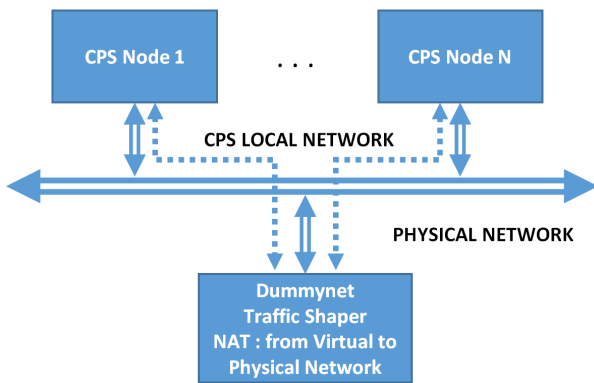 CPS Node 1
. . .
CPS Node N
CPS LOCAL NETWORK
PHYSICAL NETWORK
Dummynet
Traffic Shaper
NAT : from Virtual to
Physical Network